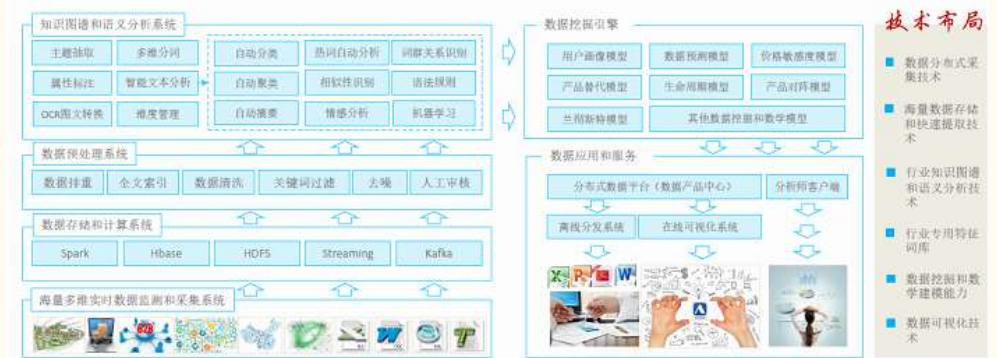 知识图谱和语义分析系统
主题抽取 多维分词
属性标注 智能文本分析
OCR图文转换 维度管理
自动分类 热词自动分析 词群关系识别
自动聚类 相似性识别 语法规则
自动摘要 情感分析 机器学习
数据预处理系统
数据排重 全文索引 数据清洗 关键词过滤 去噪 人工审核
数据存储和计算系统
Spark Hbase HDFS Streaming Kafka
海量多维实时数据监测和采集系统
B2B
数据挖掘引擎
用户画像模型 数据预测模型 价格敏感度模型
产品替代模型 生命周期模型 产品对阵模型
兰彻斯特模型 其他数据挖掘和数学模型
数据应用和服务
分布式数据平台（数据产品中心） 分析师客户端
离线分发系统 在线可视化系统
技术布局
数据分布式采
集技术
海量数据存储
和快速提取技
术
行业知识图谱
和语义分析技
术
行业专用特征
词库
数据挖掘和数
学建模能力
数据可视化技
术